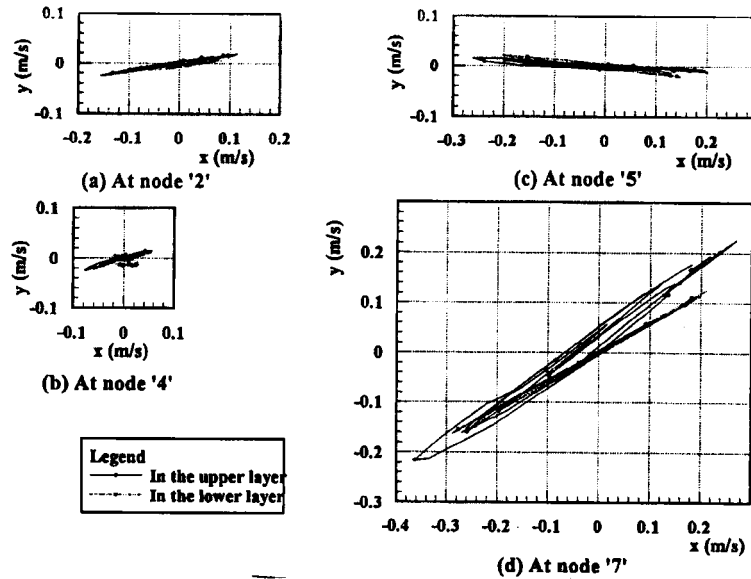 0.1
0
-0.1
y (m/s)
-0.2 -0.1 0 0.1 0.2
x (m/s)
(a) At node '2'
0.1
0
-0.1
y (m/s)
-0.3 -0.2 -0.1 0 0.1 0.2
x (m/s)
(c) At node '5'
0.1
0
-0.1
y (m/s)
-0.1 0 0.1
x (m/s)
(b) At node '4'
Legend
In the upper layer
In the lower layer
0.2
0.1
0
-0.1
-0.2
-0.3
y (m/s)
-0.4 -0.3 -0.2 -0.1 0 0.1 0.2
x (m/s)
(d) At node '7'